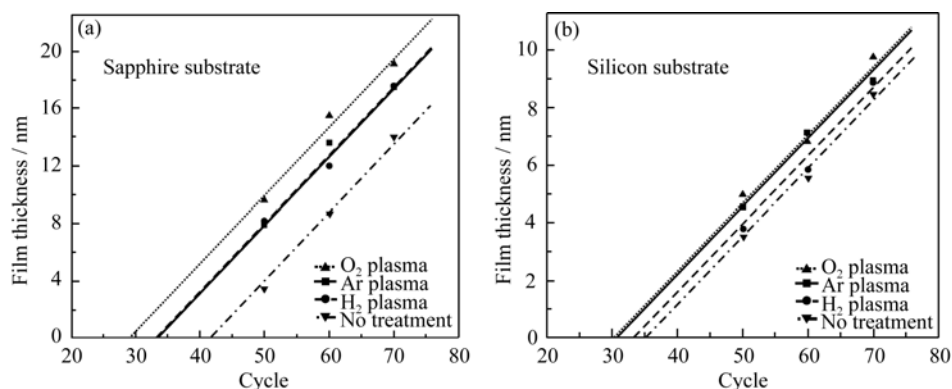 (a)
Sapphire substrate
Film thickness / nm
20
16
12
8
4
0
O₂ plasma
Ar plasma
H₂ plasma
No treatment
20 30 40 50 60 70 80
Cycle
(b)
Silicon substrate
Film thickness / nm
10
8
6
4
2
0
O₂ plasma
Ar plasma
H₂ plasma
No treatment
20 30 40 50 60 70 80
Cycle